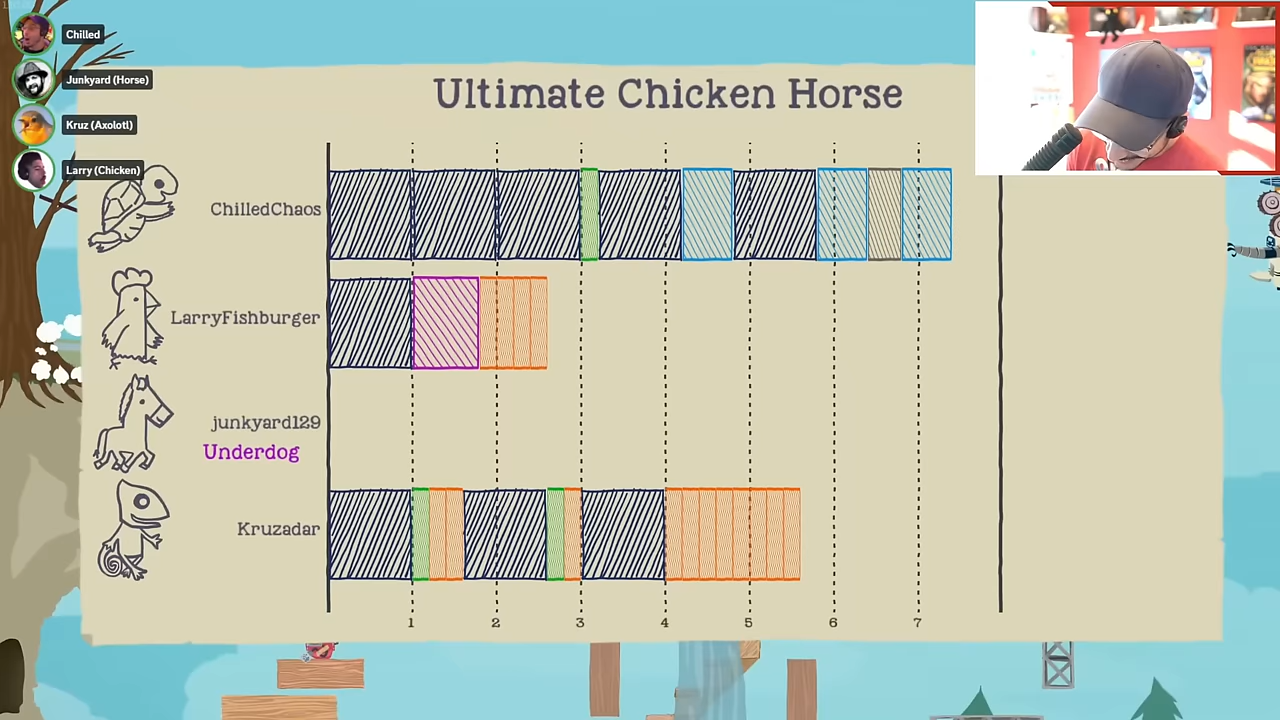 Chilled
Junkyard (Horse)
Kruz (Axolotl)
Larry (Chicken)
Ultimate Chicken Horse
ChilledChaos
LarryFishburger
junkyard129
Underdog
Kruzadar
1 2 3 4 5 6 7